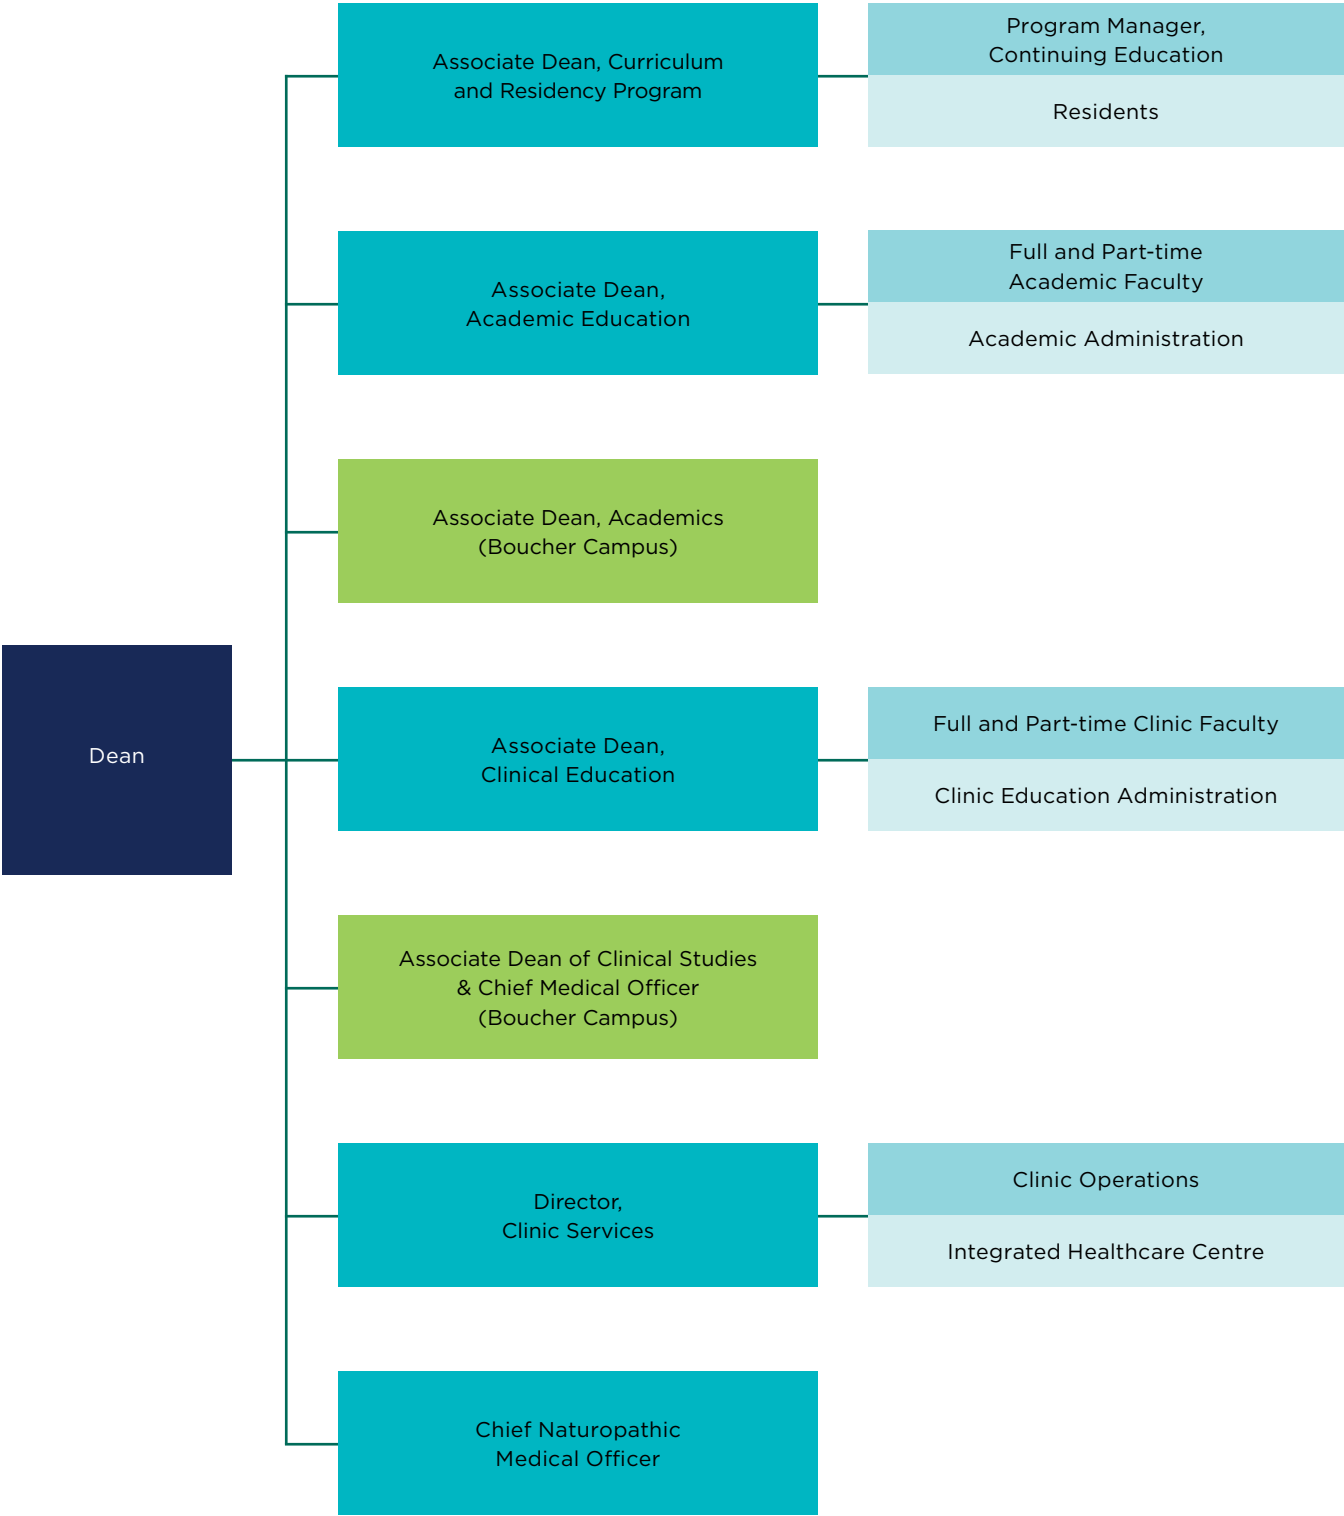 Dean
Associate Dean, Curriculum
and Residency Program
Program Manager,
Continuing Education
Residents
Associate Dean,
Academic Education
Full and Part-time
Academic Faculty
Academic Administration
Associate Dean, Academics
(Boucher Campus)
Associate Dean,
Clinical Education
Full and Part-time Clinic Faculty
Clinic Education Administration
Associate Dean of Clinical Studies
& Chief Medical Officer
(Boucher Campus)
Director,
Clinic Services
Clinic Operations
Integrated Healthcare Centre
Chief Naturopathic
Medical Officer